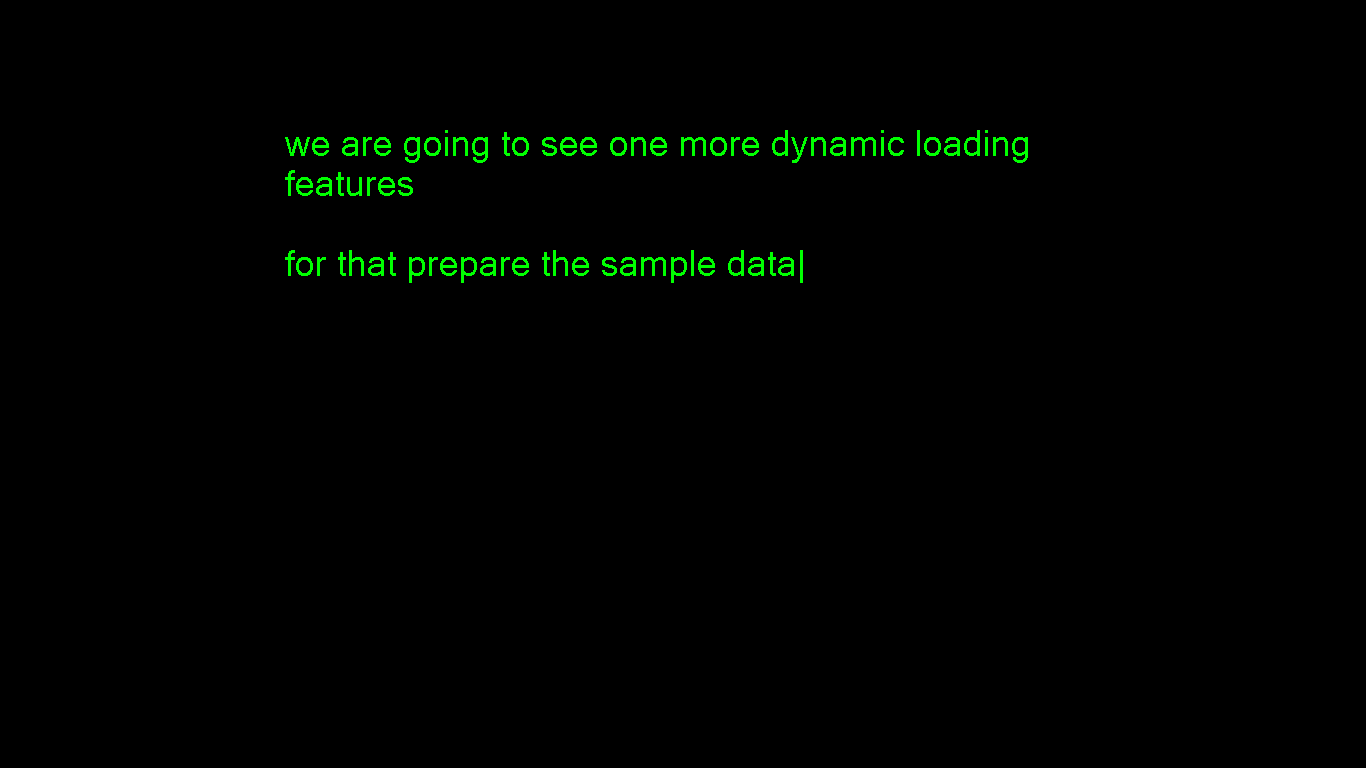 we are going to see one more dynamic loading
features
for that prepare the sample data